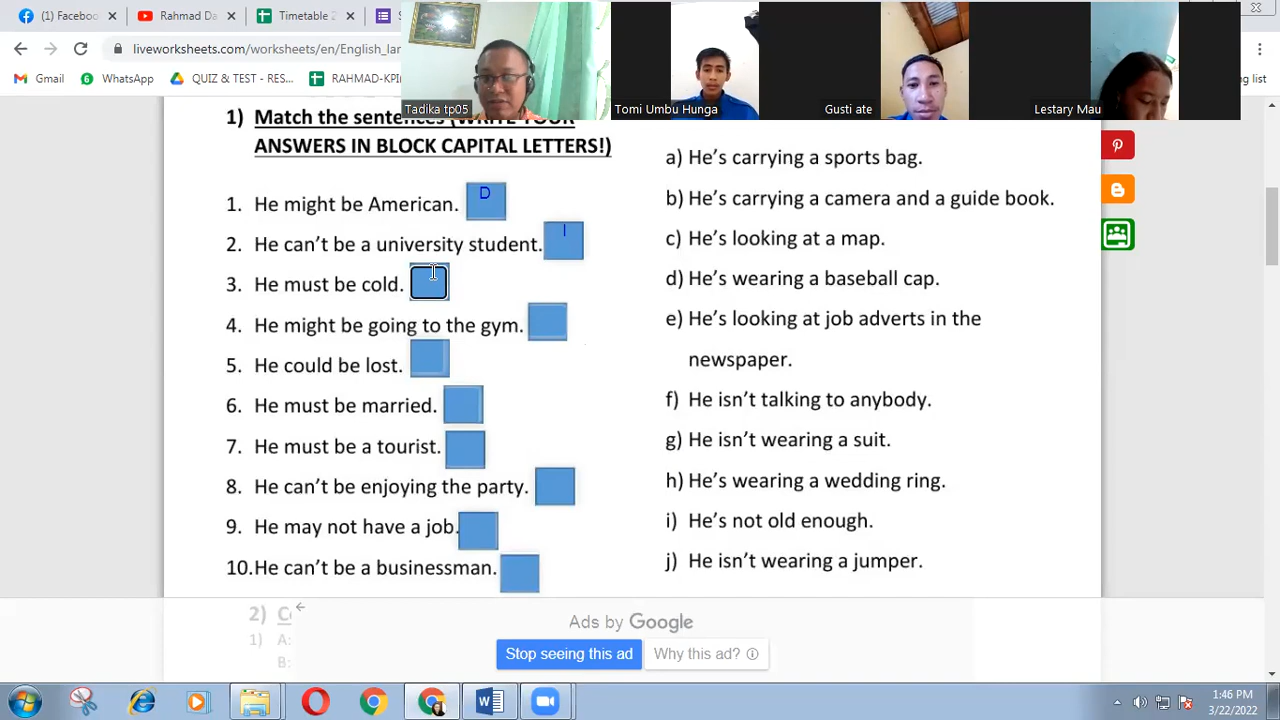 Rahmad D
Timetable
S
liveworksheets.com/worksheets/en/English_lan
Gmail
WhatsApp
QUIZ & TEST - RES...
RAHMAD-KPL
ng list
Tadika tp05
Tomi Umbu Hunga
Gusti ate
Lestary Mau
1) Match the sentences (WRITE YOUR
ANSWERS IN BLOCK CAPITAL LETTERS!)
1. He might be American. D
2. He can't be a university student. I
3. He must be cold.
4. He might be going to the gym.
5. He could be lost.
6. He must be married.
7. He must be a tourist.
8. He can't be enjoying the party.
9. He may not have a job.
10. He can't be a businessman.
a) He's carrying a sports bag.
b) He's carrying a camera and a guide book.
c) He's looking at a map.
d) He's wearing a baseball cap.
e) He's looking at job adverts in the
newspaper.
f) He isn't talking to anybody.
g) He isn't wearing a suit.
h) He's wearing a wedding ring.
i) He's not old enough.
j) He isn't wearing a jumper.
2)
1) A:
B:
Ads by Google
Stop seeing this ad
Why this ad?
1:46 PM
3/22/2022